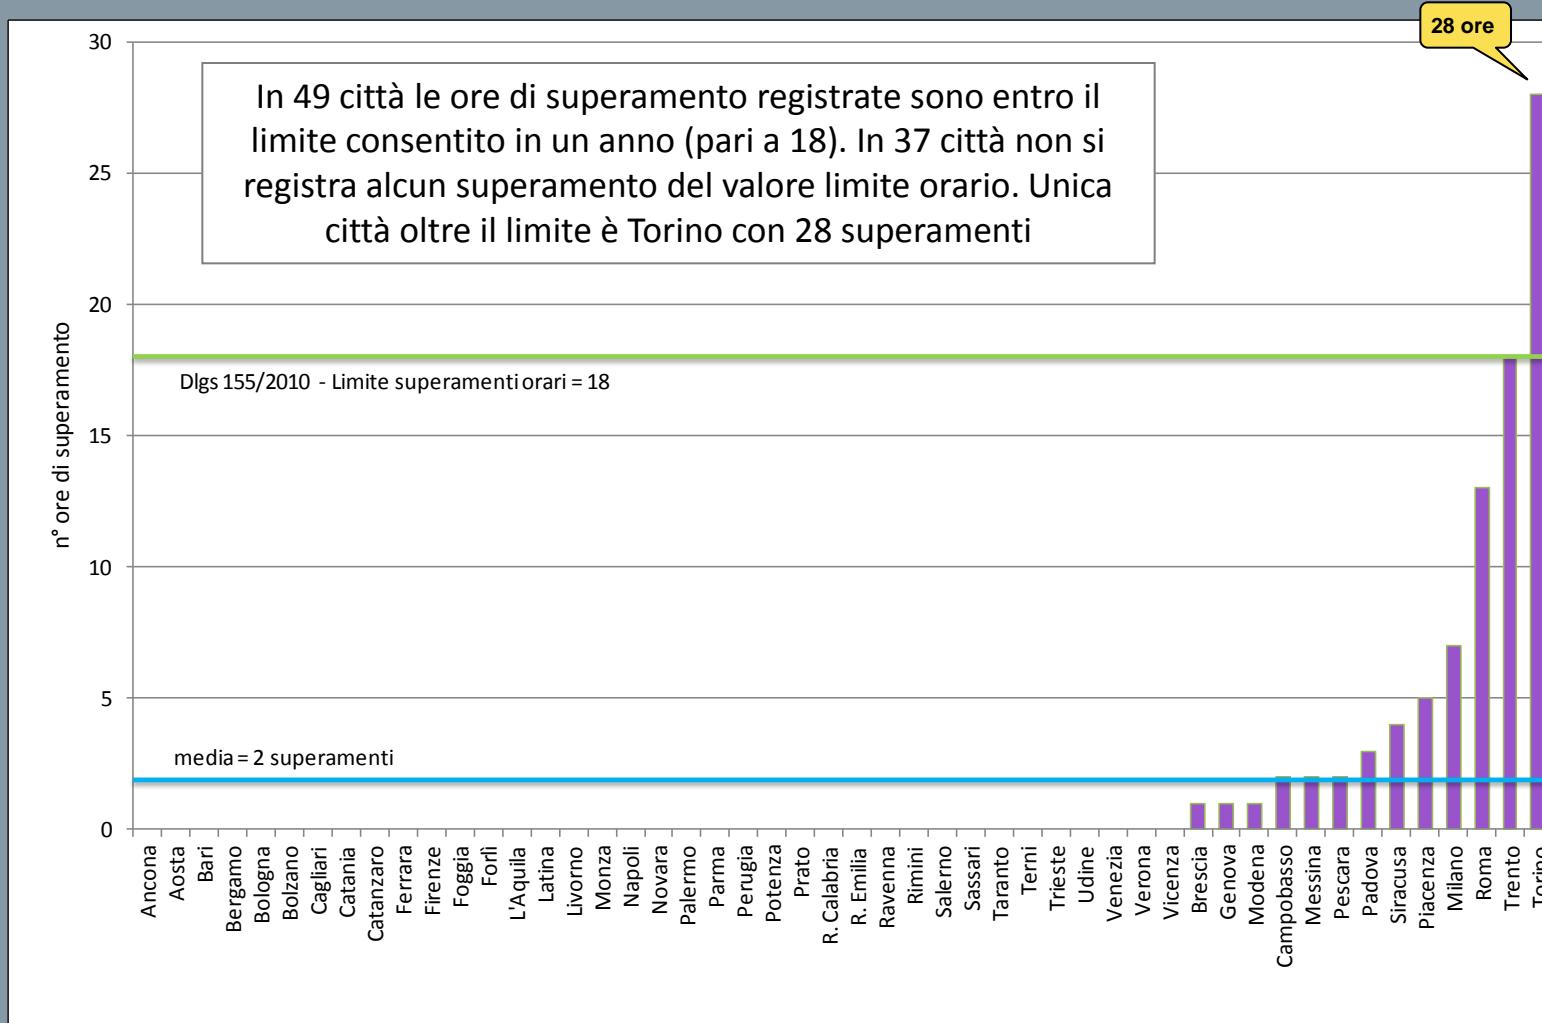 28 ore
30
In 49 città le ore di superamento registrate sono entro il
limite consentito in un anno (pari a 18). In 37 città non si
registra alcun superamento del valore limite orario. Unica
città oltre il limite è Torino con 28 superamenti
25
20
n° ore di superamento
Dlgs 155/2010 - Limite superamenti orari = 18
15
10
5
media = 2 superamenti
0
Ancona
Aosta
Bari
Bergamo
Bologna
Bolzano
Cagliari
Catania
Catanzaro
Ferrara
Firenze
Foggia
Forlì
L'Aquila
Latina
Livorno
Monza
Napoli
Novara
Palermo
Parma
Perugia
Potenza
Prato
R. Calabria
R. Emilia
Ravenna
Rimini
Salerno
Sassari
Taranto
Terni
Trieste
Udine
Venezia
Verona
Vicenza
Brescia
Genova
Modena
Campobasso
Messina
Pescara
Padova
Siracusa
Piacenza
Milano
Roma
Trento
Torino